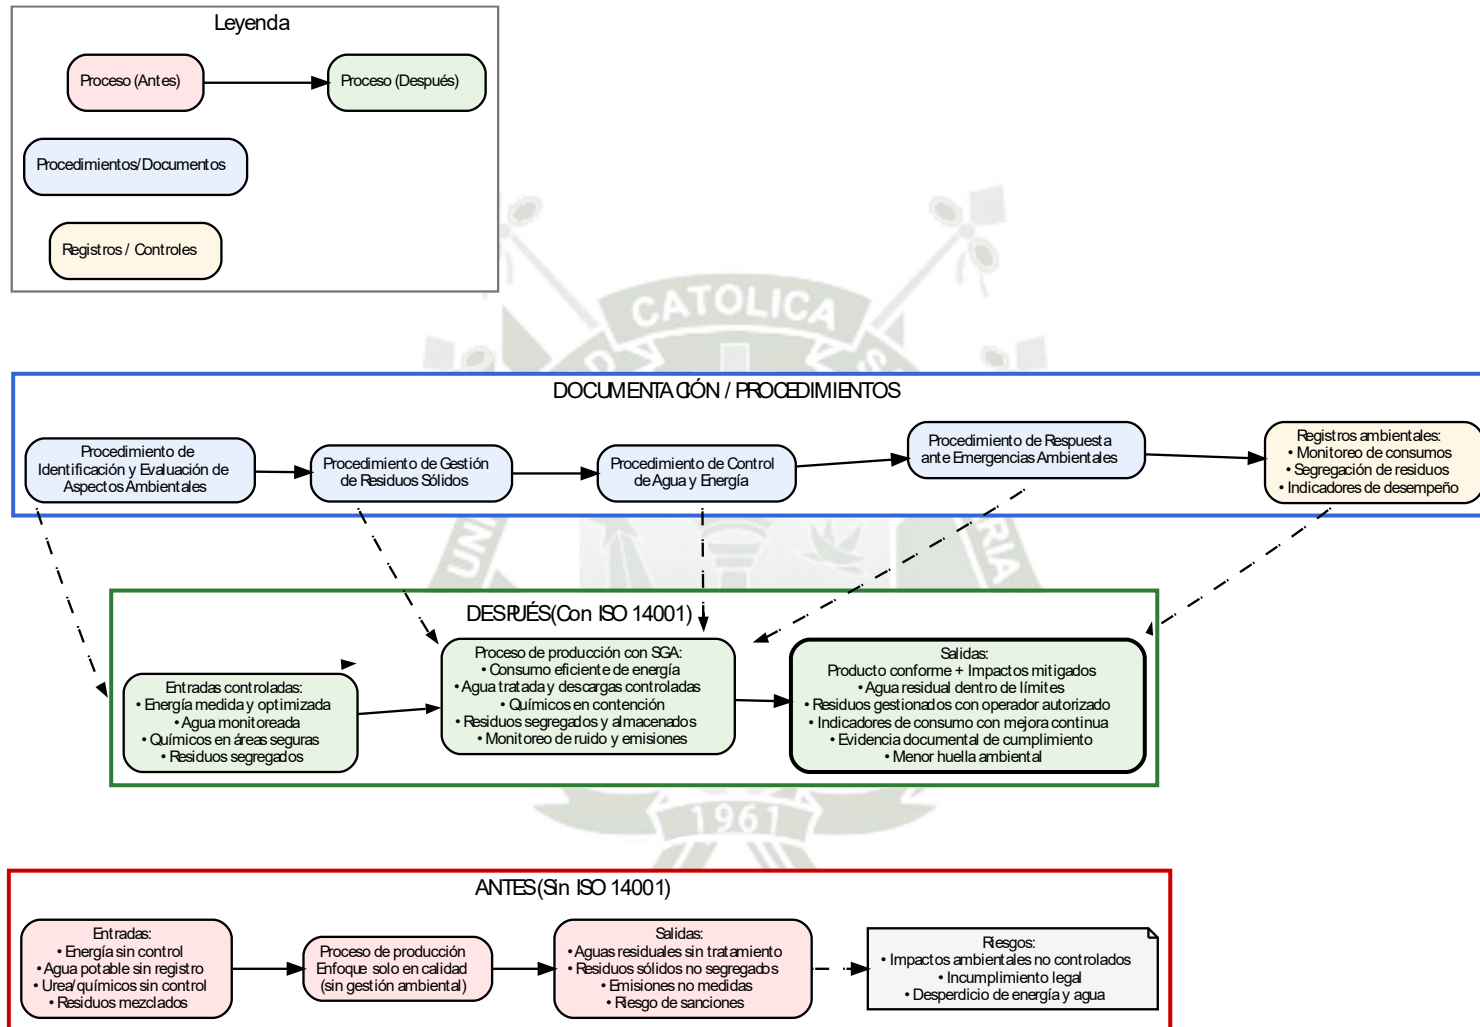 Leyenda
Proceso (Antes)
Proceso (Después)
Procedimientos/Documentos
Registros / Controles
CATOLICA
DOCUMENTACIÓN / PROCEDIMIENTOS
Procedimiento de
Identificación y Evaluación de
Aspectos Ambientales
Procedimiento de Gestión
de Residuos Sólidos
Procedimiento de Control
de Agua y Energía
Procedimiento de Respuesta
ante Emergencias Ambientales
Registros ambientales:
• Monitoreo de consumos
• Segregación de residuos
• Indicadores de desempeño
DESPUÉS (Con ISO 14001)
Entradas controladas:
• Energía medida y optimizada
• Agua monitoreada
• Químicos en áreas seguras
• Residuos segregados
Proceso de producción con SGA:
• Consumo eficiente de energía
• Agua tratada y descargas controladas
• Químicos en contención
• Residuos segregados y almacenados
• Monitoreo de ruido y emisiones
Salidas:
Producto conforme + Impactos mitigados
• Agua residual dentro de límites
• Residuos gestionados con operador autorizado
• Indicadores de consumo con mejora continua
• Evidencia documental de cumplimiento
• Menor huella ambiental
1961
ANTES (Sin ISO 14001)
Entradas:
• Energía sin control
• Agua potable sin registro
• Urea/químicos sin control
• Residuos mezclados
Proceso de producción
Enfoque solo en calidad
(sin gestión ambiental)
Salidas:
• Aguas residuales sin tratamiento
• Residuos sólidos no segregados
• Emisiones no medidas
• Riesgo de sanciones
Riesgos:
• Impactos ambientales no controlados
• Incumplimiento legal
• Desperdicio de energía y agua